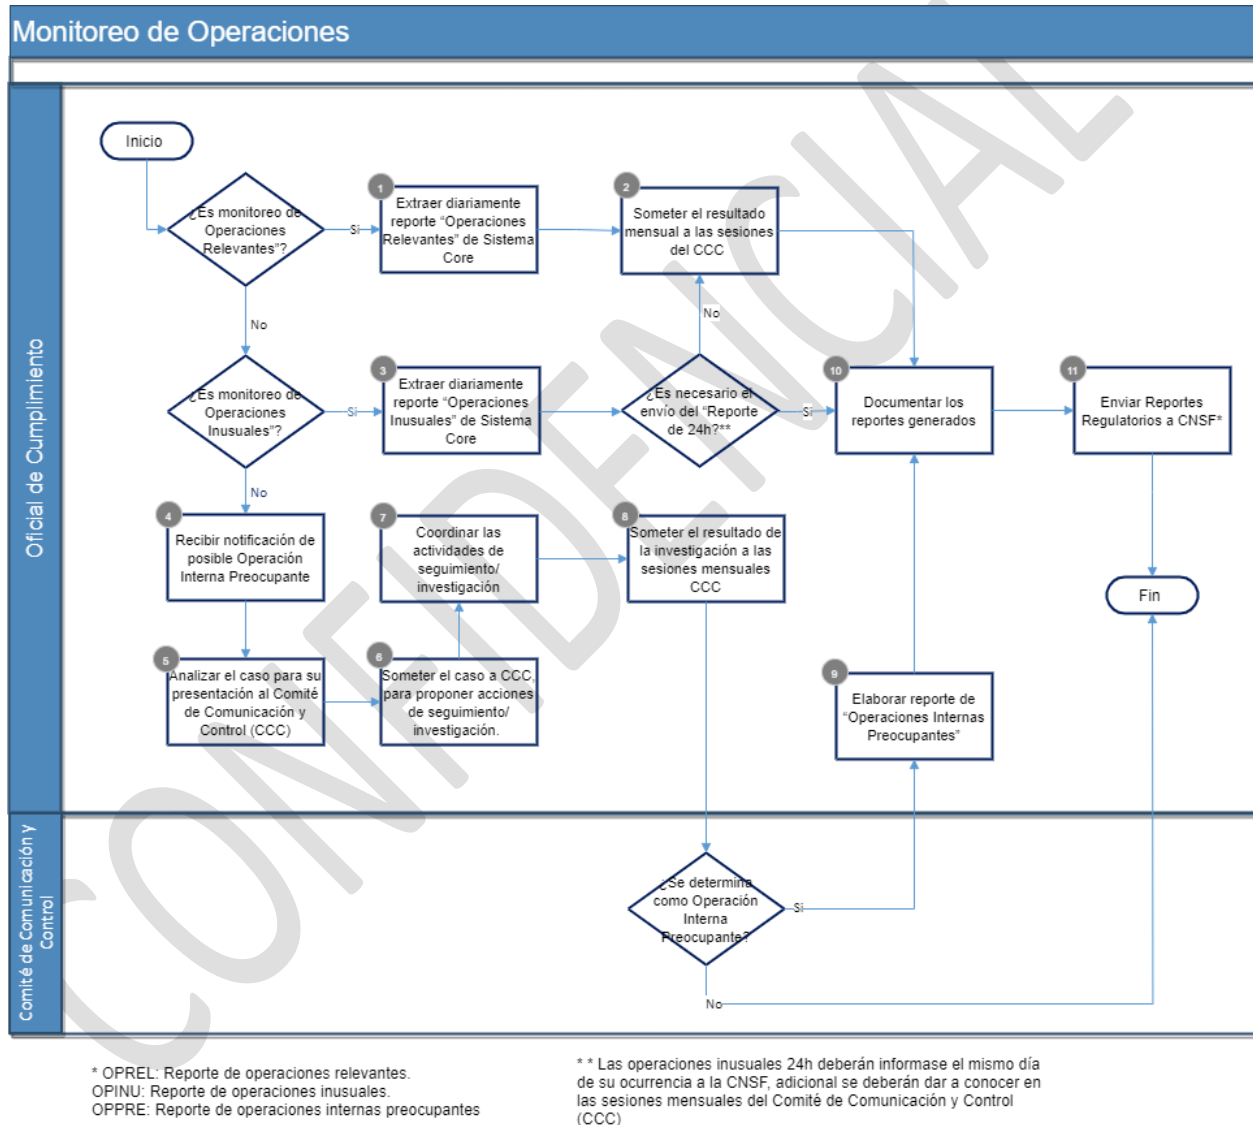 Monitoreo de Operaciones
Oficial de Cumplimiento
Inicio
¿Es monitoreo de
Operaciones
Relevantes"?
Si
1
Extraer diariamente
reporte “Operaciones
Relevantes” de Sistema
Core
2
Someter el resultado
mensual a las sesiones
del CCC
No
No
¿Es monitoreo de
Operaciones
Inusuales”?
Si
3
Extraer diariamente
reporte “Operaciones
Inusuales” de Sistema
Core
¿Es necesario el
envío del “Reporte
de 24h?**
Si
10
Documentar los
reportes generados
11
Enviar Reportes
Regulatorios a CNSF*
No
4
Recibir notificación de
posible Operación
Interna Preocupante
7
Coordinar las
actividades de
seguimiento/
investigación
8
Someter el resultado de
la investigación a las
sesiones mensuales
CCC
Fin
5
Analizar el caso para su
presentación al Comité
de Comunicación y
Control (CCC)
6
Someter el caso a CCC,
para proponer acciones
de seguimiento/
investigación.
9
Elaborar reporte de
“Operaciones Internas
Preocupantes”
Comité de Comunicación y
Control
¿Se determina
como Operación
Interna
Preocupante?
Si
No
* OPREL: Reporte de operaciones relevantes.
OPINU: Reporte de operaciones inusuales.
OPPRE: Reporte de operaciones internas preocupantes
* * Las operaciones inusuales 24h deberán informase el mismo día
de su ocurrencia a la CNSF, adicional se deberán dar a conocer en
las sesiones mensuales del Comité de Comunicación y Control
(CCC)
CONFIDENCIAL